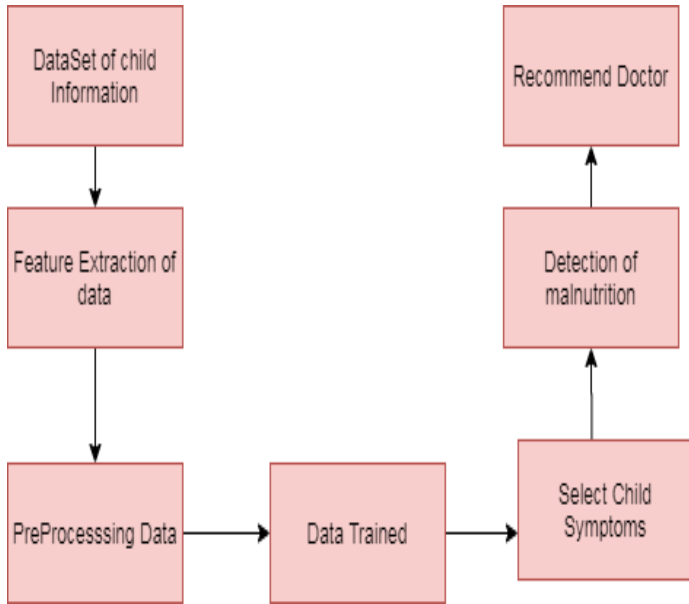 DataSet of child
Information
Feature Extraction of
data
PreProcesssing Data
Data Trained
Select Child
Symptoms
Detection of
malnutrition
Recommend Doctor